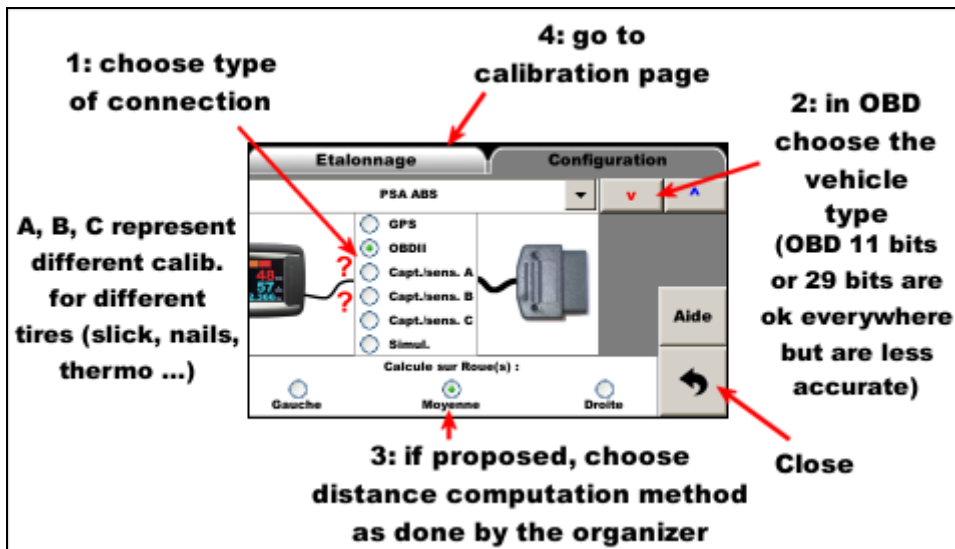 4: go to
calibration page
1: choose type
of connection
2: in OBD
choose the
vehicle
type
(OBD 11 bits
or 29 bits are
ok everywhere
but are less
accurate)
Etalonnage
Configuration
PSA ABS
v
^
A, B, C represent
different calib.
for different
tires (slick, nails,
thermo ...)
48
57
?
?
GPS
OBDII
Capt./sens. A
Capt./sens. B
Capt./sens. C
Simul.
Aide
Calcule sur Roue(s) :
Gauche
Moyenne
Droite
3: if proposed, choose
distance computation method
as done by the organizer
Close